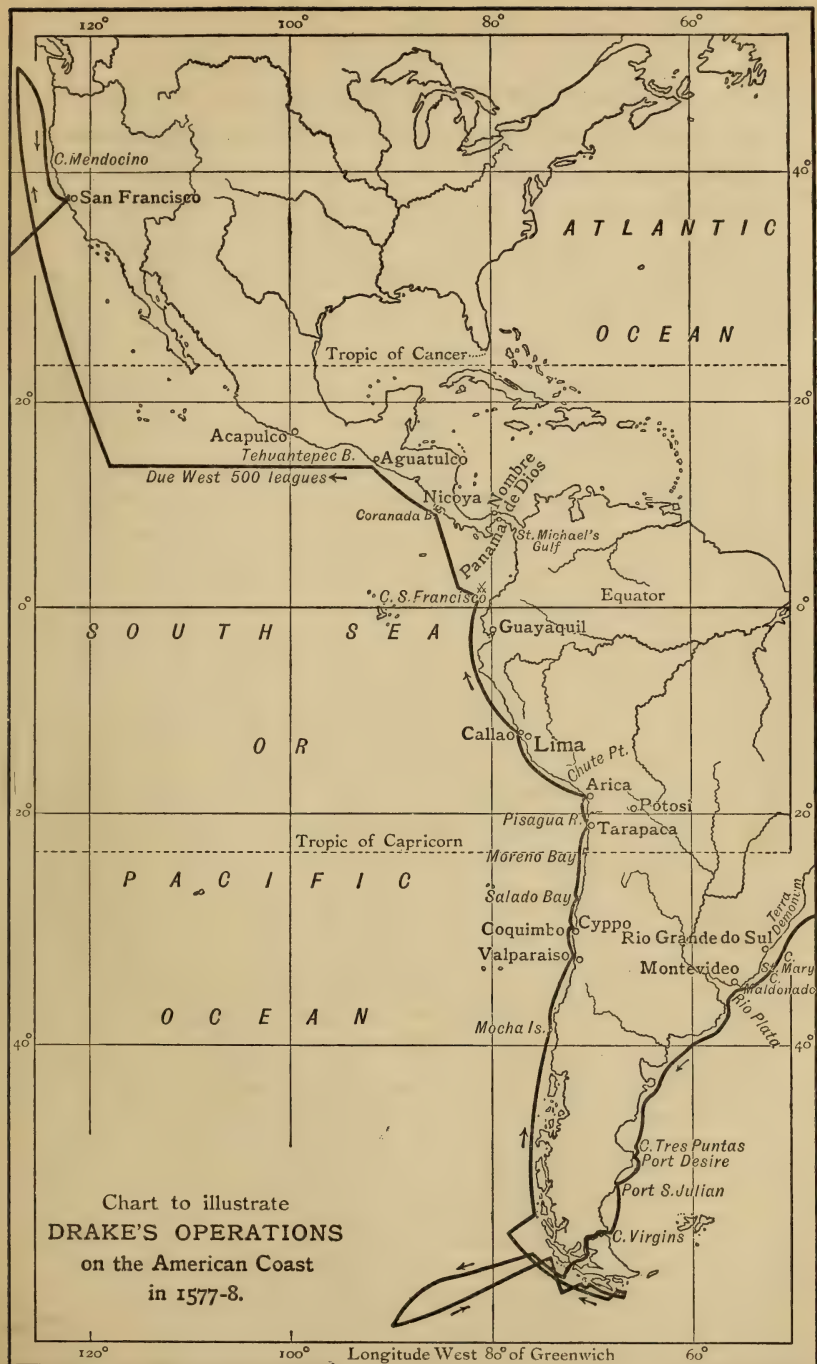 120° 100° 80° 60°
C. Mendocino
40°
San Francisco
ATLANTIC
OCEAN
Tropic of Cancer
20° 20°
Acapulco
Tehuantepec B.
Aguatulco
Due West 500 leagues
Nicoya
Nombre
de Dios
Coranada B.
Panama
St. Michael's
Gulf
C. S. Francisco
Equator
0° 0°
SOUTH SEA
Guayaquil
Callao
Lima
OR
Chute Pt.
Arica
Potosi
20° 20°
Pisagua R.
Tarapaca
Tropic of Capricorn
Moreno Bay
PACIFIC
Salado Bay
Terra
Demonum
Coquimbo
Cyppo
Rio Grande do Sul
Valparaiso
Montevideo
C.
St. Mary
C.
Maldonado
Rio Plata
OCEAN
Mocha Is.
40° 40°
C. Tres Puntas
Port Desire
Port S. Julian
C. Virgins
Chart to illustrate
DRAKE'S OPERATIONS
on the American Coast
in 1577-8.
120° 100° Longitude West 80° of Greenwich 60°